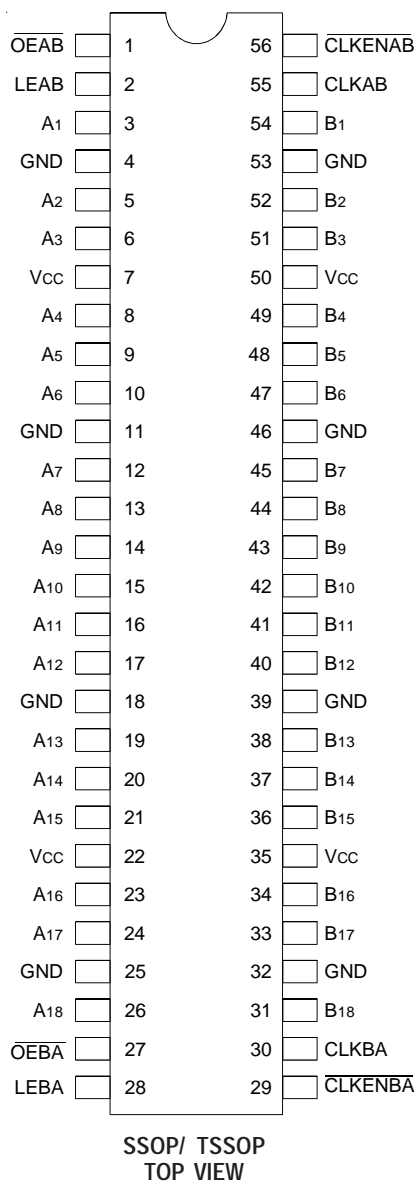 O̅E̅A̅B̅ 1 56 C̅L̅K̅E̅N̅A̅B̅
LEAB 2 55 CLKAB
A1 3 54 B1
GND 4 53 GND
A2 5 52 B2
A3 6 51 B3
VCC 7 50 VCC
A4 8 49 B4
A5 9 48 B5
A6 10 47 B6
GND 11 46 GND
A7 12 45 B7
A8 13 44 B8
A9 14 43 B9
A10 15 42 B10
A11 16 41 B11
A12 17 40 B12
GND 18 39 GND
A13 19 38 B13
A14 20 37 B14
A15 21 36 B15
VCC 22 35 VCC
A16 23 34 B16
A17 24 33 B17
GND 25 32 GND
A18 26 31 B18
O̅E̅B̅A̅ 27 30 CLKBA
LEBA 28 29 C̅L̅K̅E̅N̅B̅A̅
SSOP/ TSSOP
TOP VIEW